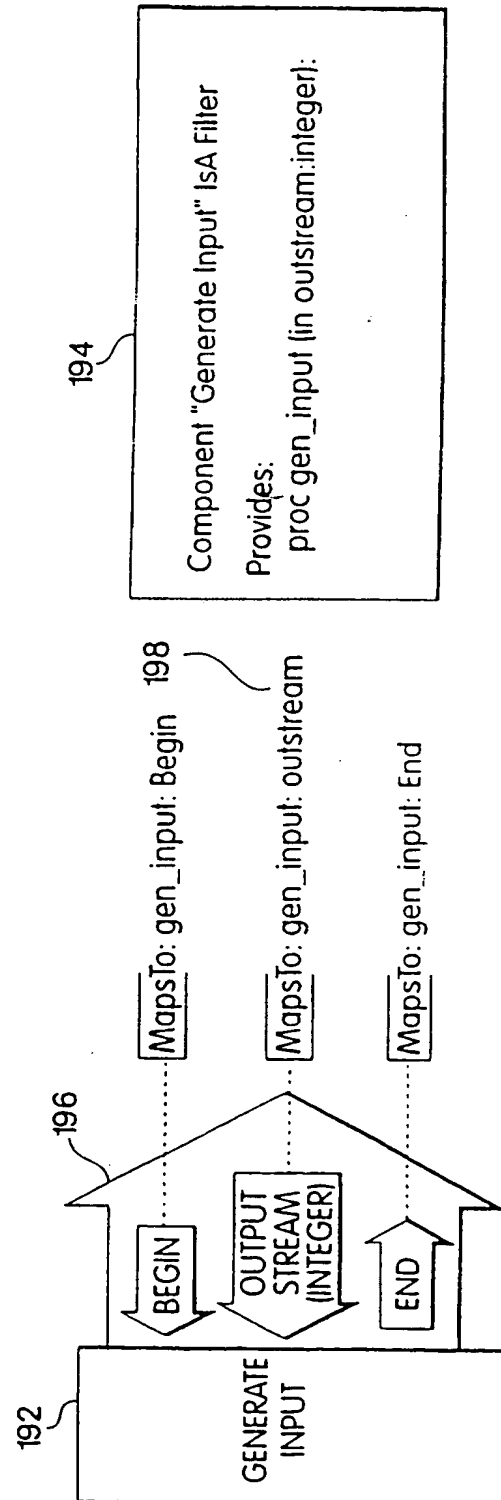 192
GENERATE
INPUT
196
BEGIN
OUTPUT
STREAM
(INTEGER)
END
MapsTo: gen_input: Begin
198
MapsTo: gen_input: outstream
MapsTo: gen_input: End
194
Component "Generate Input" IsA Filter
Provides:
proc gen_input (in outstream:integer):